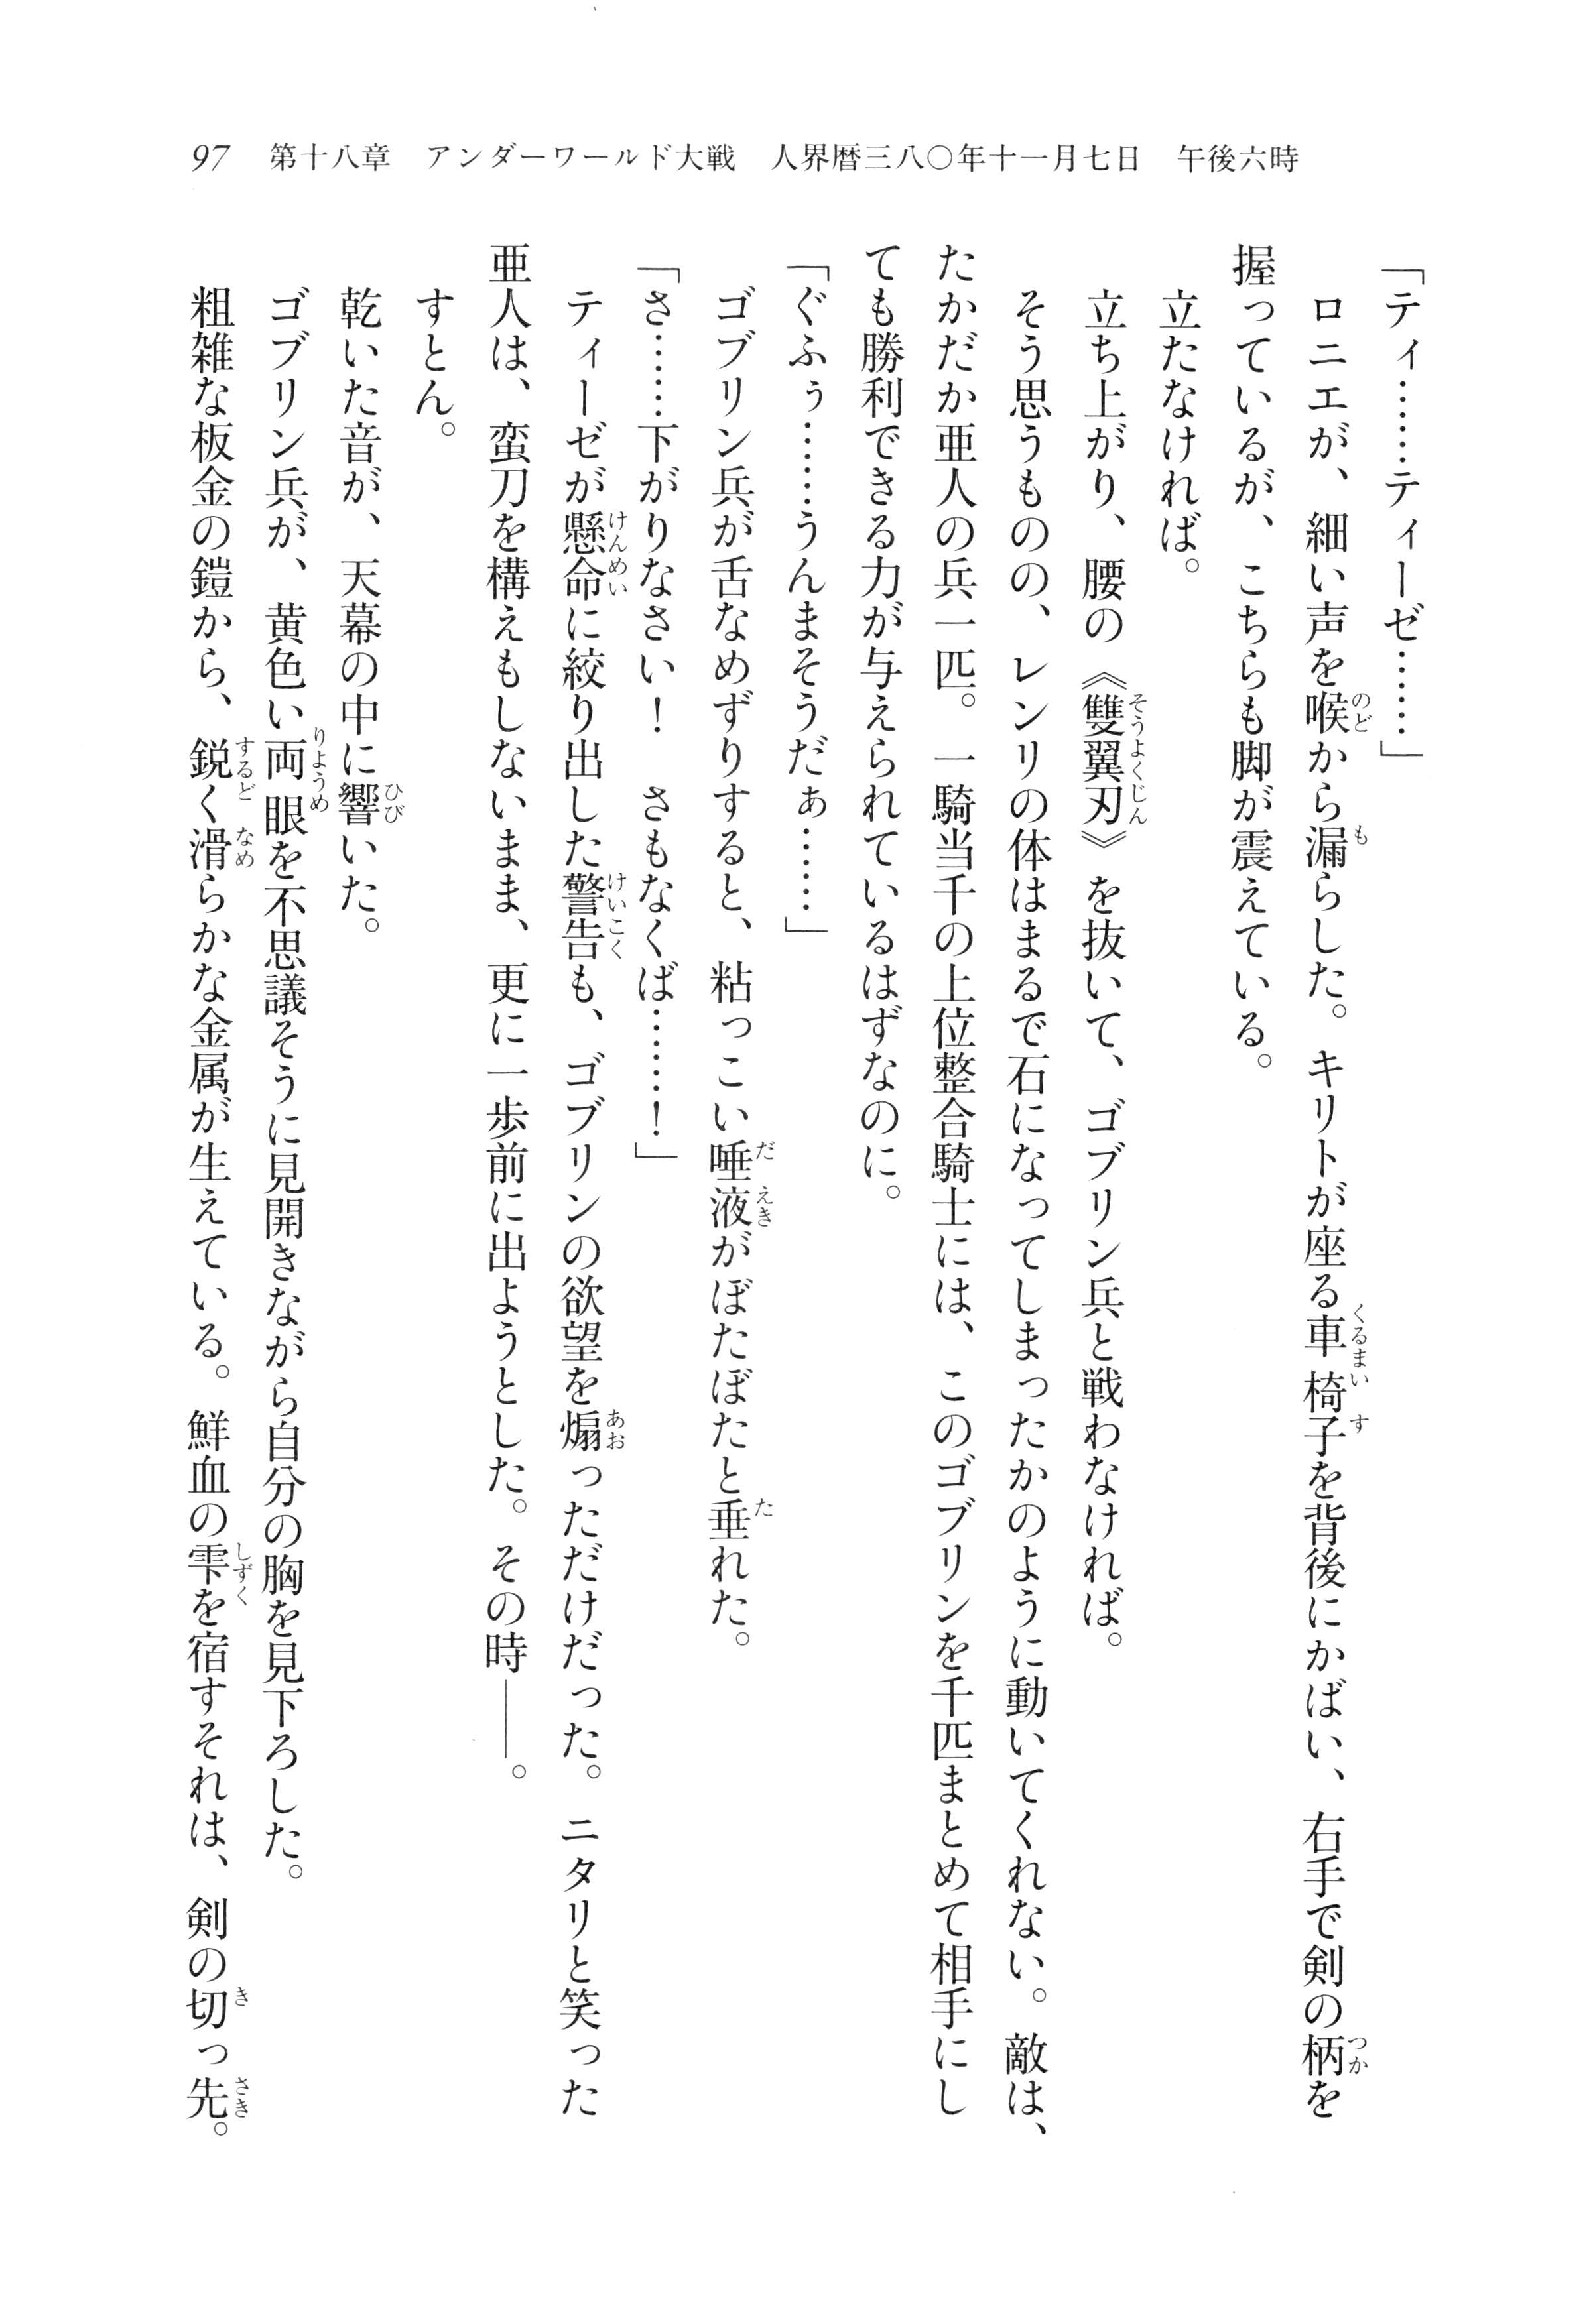 97　第十八章　アンダーワールド大戦　人界暦三八〇年十一月七日　午後六時
「ティ……ティーゼ……」
　ロニエが、細い声を喉から漏らした。キリトが座る車椅子を背後にかばい、右手で剣の柄を
握っているが、こちらも脚が震えている。
　立たなければ。
　立ち上がり、腰の《雙翼刃》を抜いて、ゴブリン兵と戦わなければ。
　そう思うものの、レンリの体はまるで石になってしまったかのように動いてくれない。敵は、
たかだか亜人の兵一匹。一騎当千の上位整合騎士には、このゴブリンを千匹まとめて相手にし
ても勝利できる力が与えられているはずなのに。
「ぐふぅ……うんまそうだぁ……」
　ゴブリン兵が舌なめずりすると、粘っこい唾液がぼたぼたと垂れた。
「さ……下がりなさい！　さもなくば……！」
　ティーゼが懸命に絞り出した警告も、ゴブリンの欲望を煽っただけだった。ニタリと笑った
亜人は、蛮刀を構えもしないまま、更に一歩前に出ようとした。その時――。
　すとん。
　乾いた音が、天幕の中に響いた。
　ゴブリン兵が、黄色い両眼を不思議そうに見開きながら自分の胸を見下ろした。
　粗雑な板金の鎧から、鋭く滑らかな金属が生えている。鮮血の雫を宿すそれは、剣の切っ先。